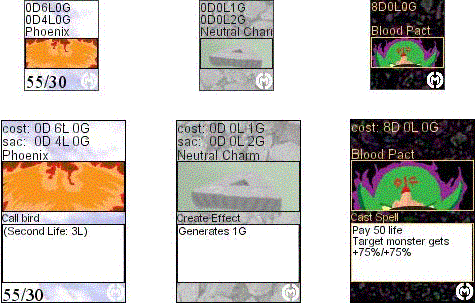 0D6L0G
0D4L0G
Phoenix
55/30
0D0L1G
0D0L2G
Neutral Charm
8D0L0G
Blood Pact
cost: 0D 6L 0G
sac: 0D 4L 0G
Phoenix
Call bird
(Second Life: 3L)
55/30
cost: 0D 0L -1G
sac: 0D 0L 2G
Neutral Charm
Create Effect
Generates 1G
cost: 8D 0L 0G
Blood Pact
Cast Spell
Pay 50 life
Target monster gets
+75%/+75%